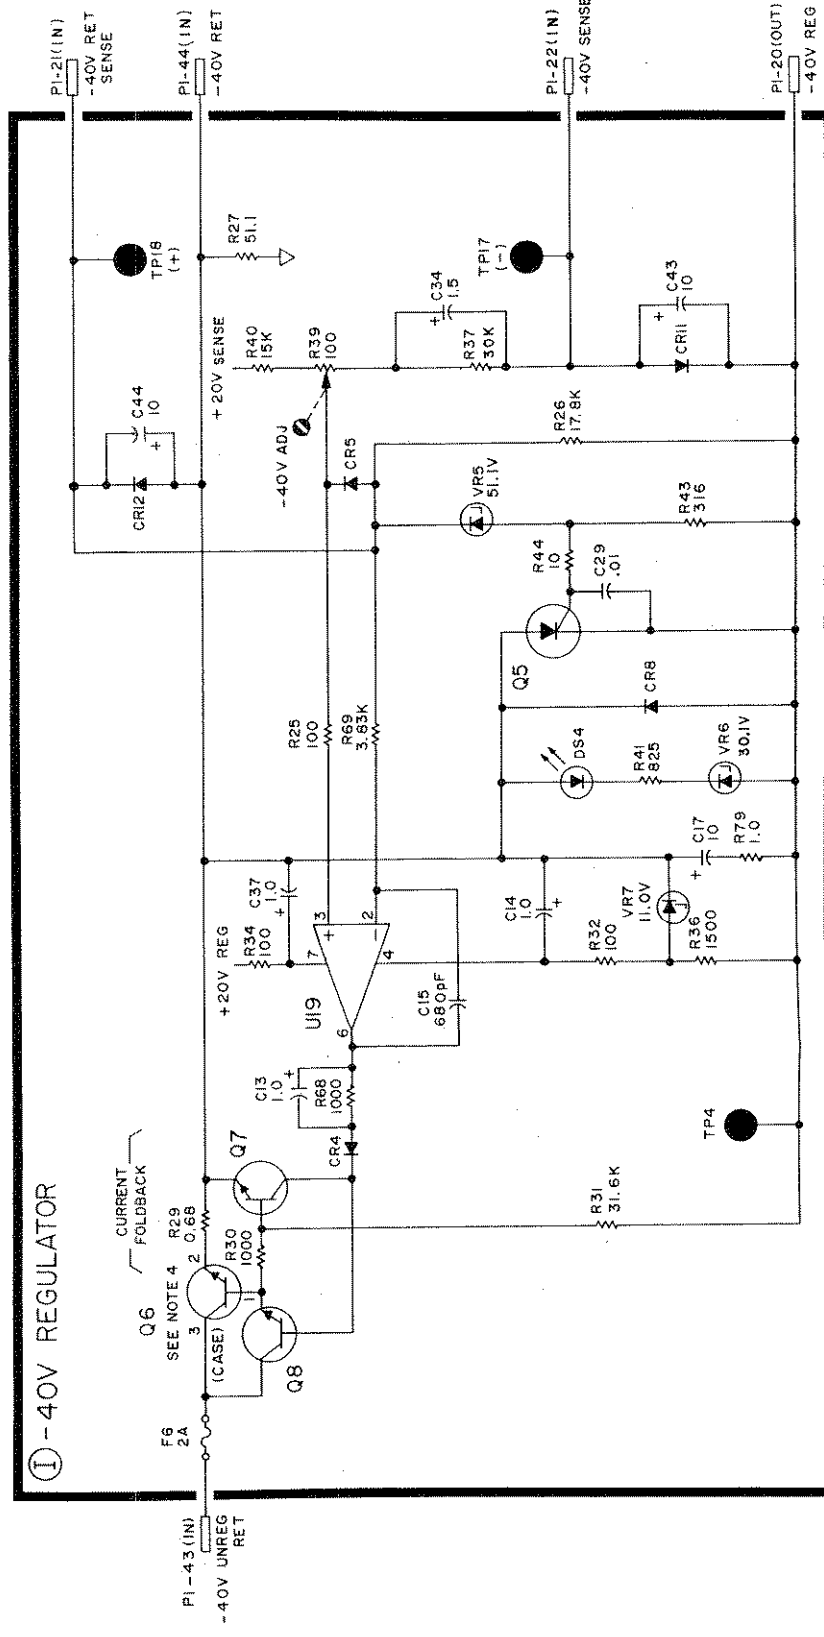 I -40V REGULATOR
P1-43(IN)
-40V UNREG
RET
F6
2A
Q6
SEE NOTE 4
3
2
(CASE)
1
CURRENT
FOLDBACK
R29
0.68
R30
1000
Q7
Q8
CR4
C13
1.0
+
R68
1000
R31
31.6K
TP4
+20V REG
R34
100
C37
1.0
+
U19
7
3
+
2
−
4
6
C15
.680pF
R25
100
R69
3.83K
C14
1.0
+
R32
100
VR7
11.0V
R36
1500
C17
10
+
R79
1.0
DS4
R41
825
VR6
30.1V
CR8
Q5
R44
10
C29
.01
VR5
51.1V
R43
316
R26
17.8K
CR5
-40V ADJ
+20V SENSE
R40
15K
R39
100
C34
1.5
+
R37
30K
CR11
C43
10
+
CR12
C44
10
+
R27
51.1
TP18
(+)
TP17
(-)
P1-21(IN)
-40V RET
SENSE
P1-44(IN)
-40V RET
P1-22(IN)
-40V SENSE
P1-20(OUT)
-40V REG